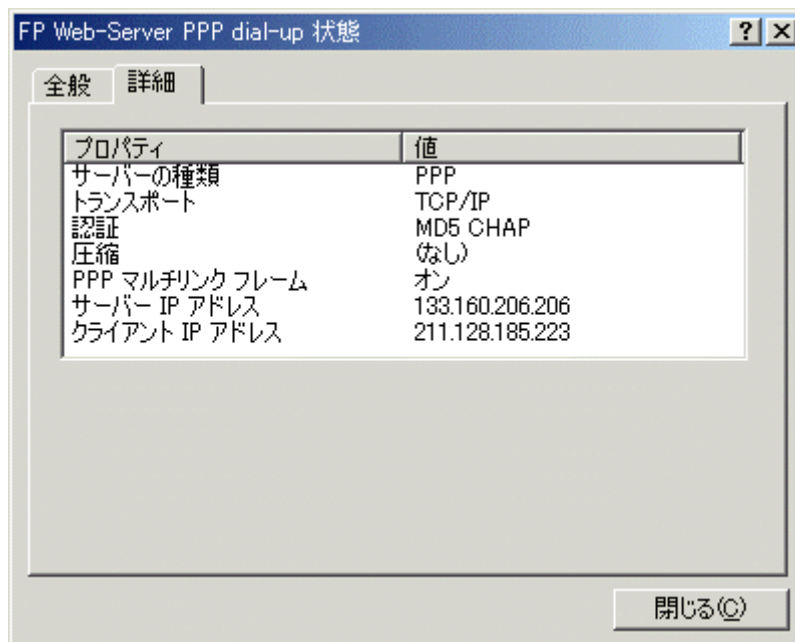 FP Web-Server PPP dial-up 状態
全般 詳細
プロパティ 値
サーバーの種類 PPP
トランスポート TCP/IP
認証 MD5 CHAP
圧縮 (なし)
PPP マルチリンク フレーム オン
サーバー IP アドレス 133.160.206.206
クライアント IP アドレス 211.128.185.223
閉じる(C)